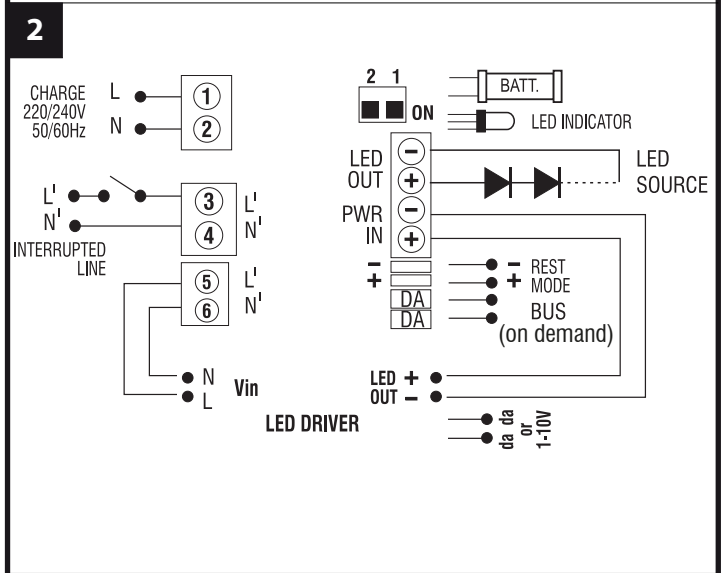 2
CHARGE
220/240V
50/60Hz
L
N
1
2
L'
N'
INTERRUPTED
LINE
3
4
L'
N'
5
6
L'
N'
N
L
Vin
LED DRIVER
2 1
ON
BATT.
LED INDICATOR
LED
OUT
−
+
LED
SOURCE
PWR
IN
−
+
−
+
− REST
+ MODE
DA
DA
BUS
(on demand)
LED +
OUT −
da da
or
1-10V